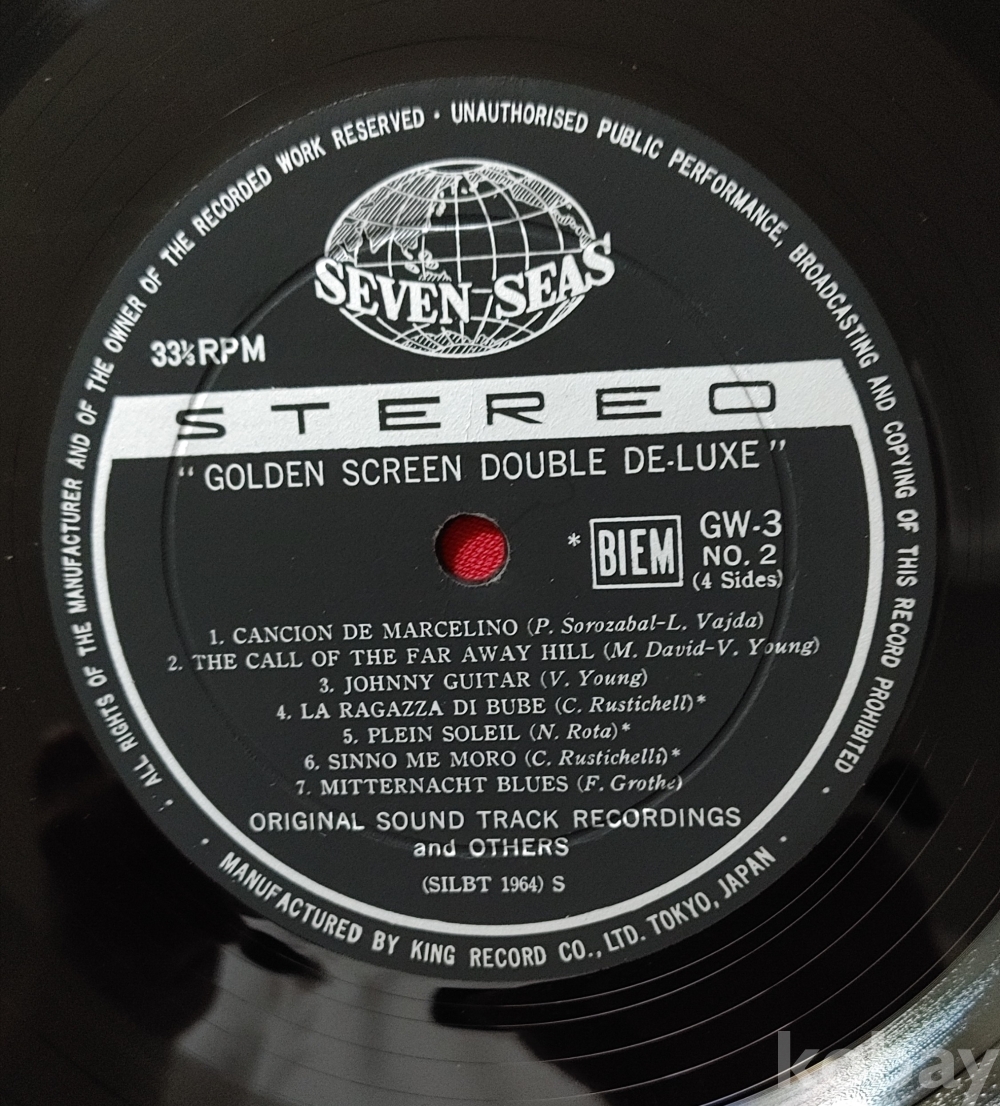 · ALL RIGHTS OF THE MANUFACTURER AND OF THE OWNER OF THE RECORDED WORK RESERVED · UNAUTHORISED PUBLIC PERFORMANCE, BROADCASTING AND COPYING OF THIS RECORD PROHIBITED ·
SEVEN SEAS
33⅓ RPM
STEREO
"GOLDEN SCREEN DOUBLE DE-LUXE"
* BIEM
GW-3
NO. 2
(4 Sides)
1. CANCION DE MARCELINO (P. Sorozabal-L. Vajda)
2. THE CALL OF THE FAR AWAY HILL (M. David-V. Young)
3. JOHNNY GUITAR (V. Young)
4. LA RAGAZZA DI BUBE (C. Rustichell)*
5. PLEIN SOLEIL (N. Rota)*
6. SINNO ME MORO (C. Rustichelli)*
7. MITTERNACHT BLUES (F. Grothe)
ORIGINAL SOUND TRACK RECORDINGS
and OTHERS
(SILBT 1964) S
· MANUFACTURED BY KING RECORD CO., LTD. TOKYO, JAPAN ·
kobay